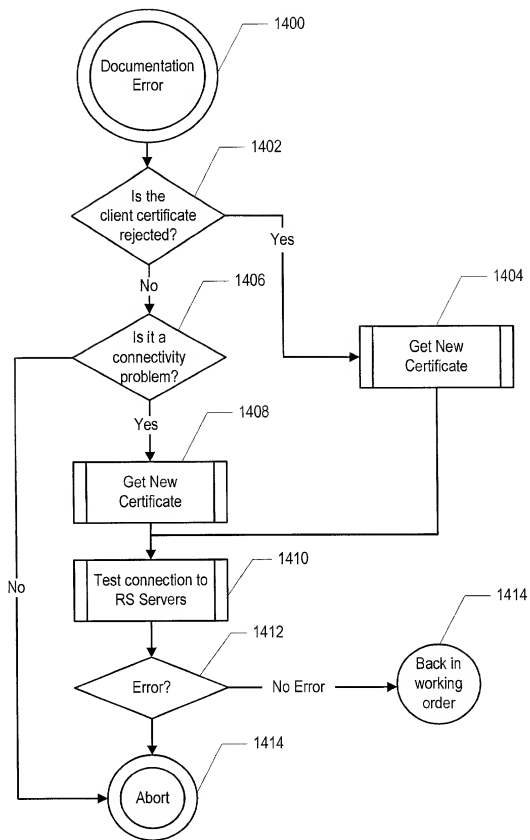 1400
Documentation
Error
1402
Is the
client certificate
rejected?
Yes
No
1406
1404
Is it a
connectivity
problem?
Get New
Certificate
Yes
1408
Get New
Certificate
No
1410
Test connection to
RS Servers
1412
1414
Error?
No Error
Back in
working
order
1414
Abort